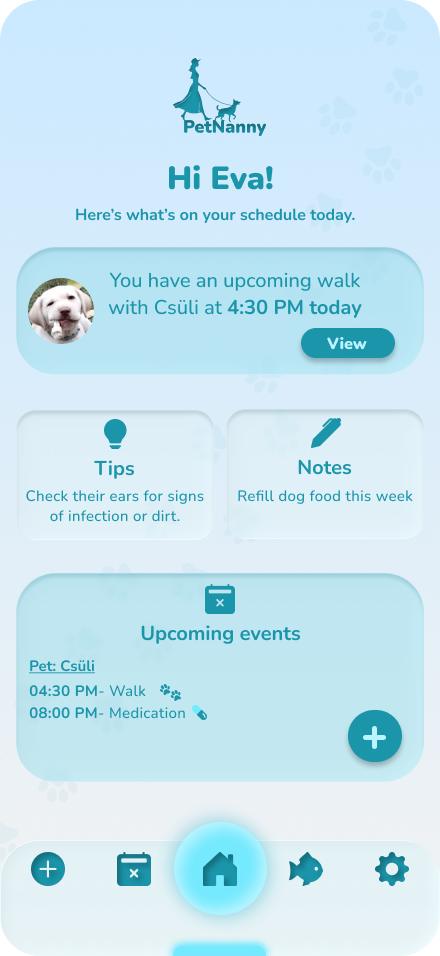 PetNanny
Hi Eva!
Here's what's on your schedule today.
You have an upcoming walk
with Csüli at 4:30 PM today
View
Tips
Check their ears for signs
of infection or dirt.
Notes
Refill dog food this week
Upcoming events
Pet: Csüli
04:30 PM- Walk
08:00 PM- Medication